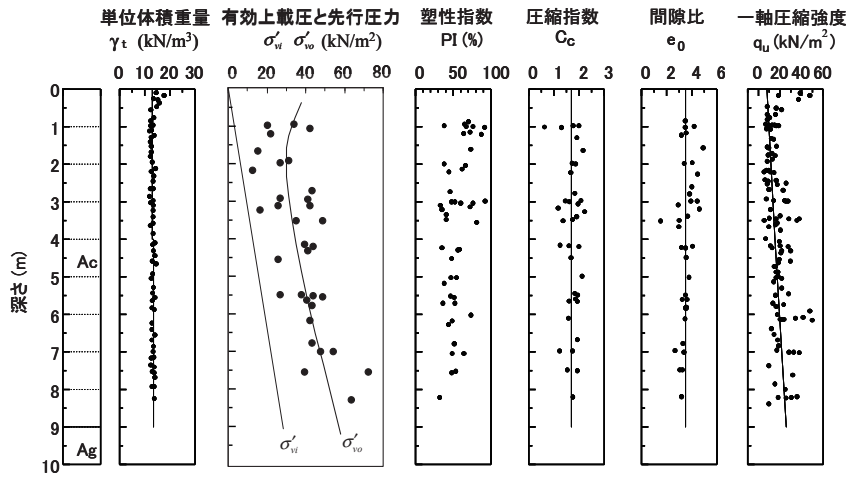 単位体積重量 有効上載圧と先行圧力 塑性指数 圧縮指数 間隙比 一軸圧縮強度
γt (kN/m³) σ′vi σ′vo (kN/m²) PI (%) Cc e0 qu (kN/m²)
0 10 20 30 0 20 40 60 80 0 50 100 0 1 2 3 0 2 4 6 0 20 40 60
0
1
2
3
4
Ac
深さ (m)
5
6
7
8
9
σ′vi σ′vo
Ag
10